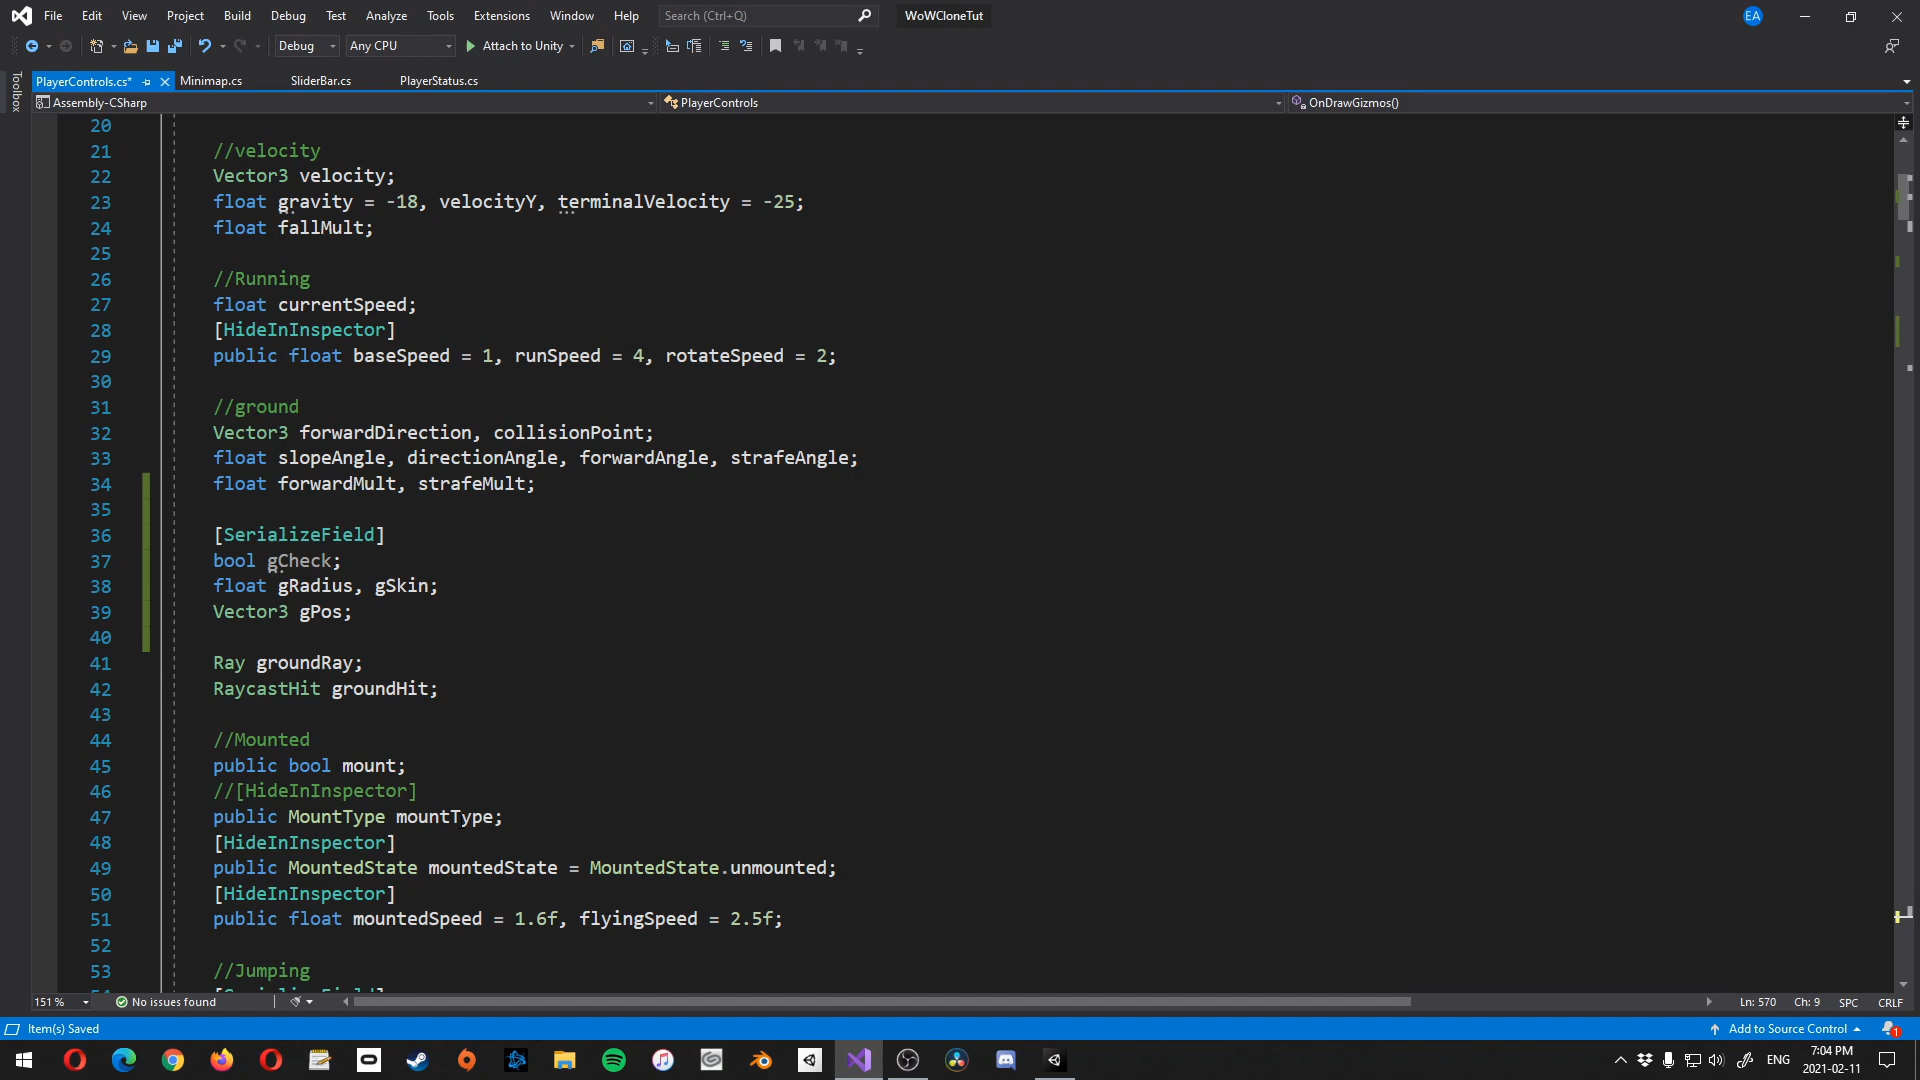 File Edit View Project Build Debug Test Analyze Tools Extensions Window Help Search (Ctrl+Q) WoWCloneTut EA
Debug Any CPU Attach to Unity
Toolbox
PlayerControls.cs* Minimap.cs SliderBar.cs PlayerStatus.cs
Assembly-CSharp PlayerControls OnDrawGizmos()
20
21 //velocity
22 Vector3 velocity;
23 float gravity = -18, velocityY, terminalVelocity = -25;
24 float fallMult;
25
26 //Running
27 float currentSpeed;
28 [HideInInspector]
29 public float baseSpeed = 1, runSpeed = 4, rotateSpeed = 2;
30
31 //ground
32 Vector3 forwardDirection, collisionPoint;
33 float slopeAngle, directionAngle, forwardAngle, strafeAngle;
34 float forwardMult, strafeMult;
35
36 [SerializeField]
37 bool gCheck;
38 float gRadius, gSkin;
39 Vector3 gPos;
40
41 Ray groundRay;
42 RaycastHit groundHit;
43
44 //Mounted
45 public bool mount;
46 //[HideInInspector]
47 public MountType mountType;
48 [HideInInspector]
49 public MountedState mountedState = MountedState.unmounted;
50 [HideInInspector]
51 public float mountedSpeed = 1.6f, flyingSpeed = 2.5f;
52
53 //Jumping
151 % No issues found Ln: 570 Ch: 9 SPC CRLF
Item(s) Saved Add to Source Control 1
ENG 7:04 PM
2021-02-11